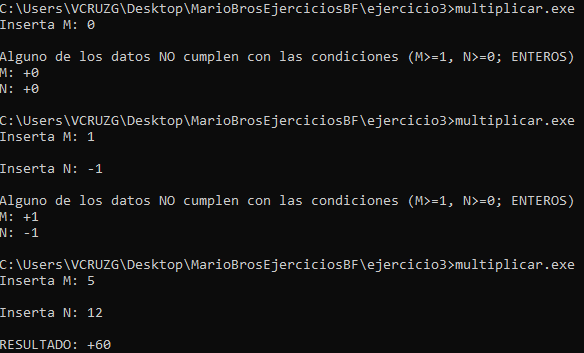 C:\Users\VCRUZG\Desktop\MarioBrosEjerciciosBF\ejercicio3>multiplicar.exe
Inserta M: 0
Alguno de los datos NO cumplen con las condiciones (M>=1, N>=0; ENTEROS)
M: +0
N: +0
C:\Users\VCRUZG\Desktop\MarioBrosEjerciciosBF\ejercicio3>multiplicar.exe
Inserta M: 1
Inserta N: -1
Alguno de los datos NO cumplen con las condiciones (M>=1, N>=0; ENTEROS)
M: +1
N: -1
C:\Users\VCRUZG\Desktop\MarioBrosEjerciciosBF\ejercicio3>multiplicar.exe
Inserta M: 5
Inserta N: 12
RESULTADO: +60